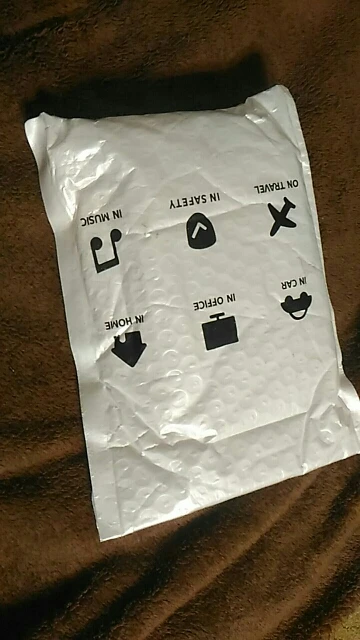 IN CAR
IN OFFICE
IN HOME
ON TRAVEL
IN SAFETY
IN MUSIC